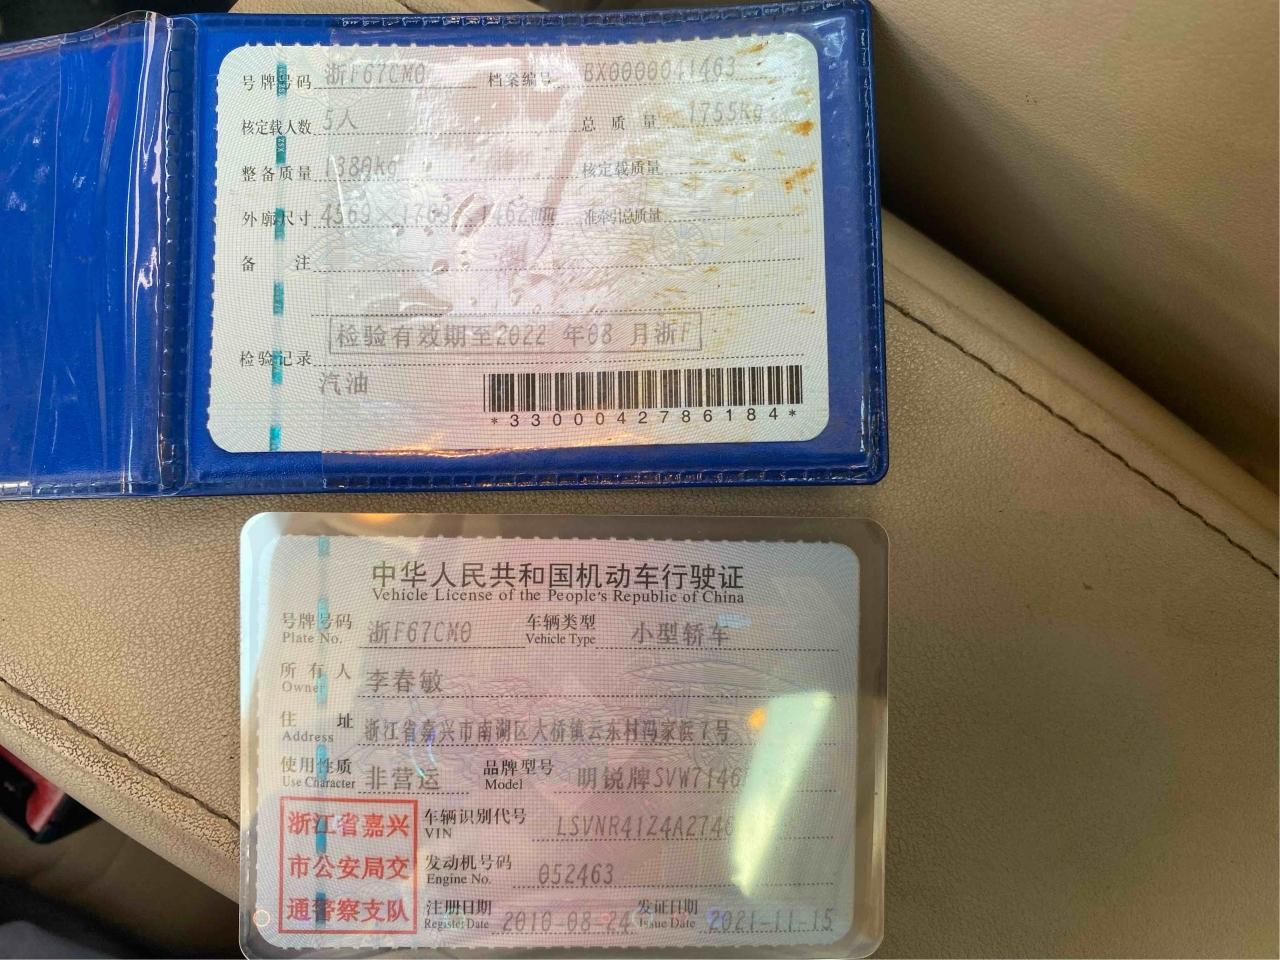 号牌号码 浙F67CM0 档案编号 BX0000041463
核定载人数 5人 总质量 1755Kg
整备质量 1380Kg 核定载质量
外廓尺寸 4569×1769×1462mm 准牵引总质量
备 注
检验有效期至2022 年08 月浙F
检验记录
汽油
*3300042786184*
中华人民共和国机动车行驶证
Vehicle License of the People's Republic of China
号牌号码 浙F67CM0 车辆类型 小型轿车
Plate No. Vehicle Type
所有人 李春敏
Owner
住 址 浙江省嘉兴市南湖区大桥镇云东村冯家浜7号
Address
使用性质 非营运 品牌型号 明锐牌SVW7146
Use Character Model
浙江省嘉兴 车辆识别代号 LSVNR41Z4A2746
VIN
市公安局交 发动机号码 052463
Engine No.
通警察支队 注册日期 2010-08-24 发证日期 2021-11-15
Register Date Issue Date